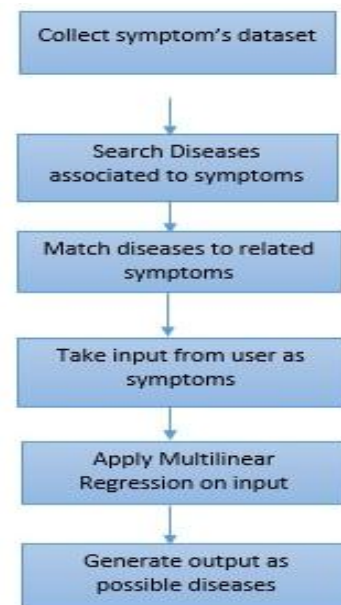 Collect symptom's dataset
Search Diseases
associated to symptoms
Match diseases to related
symptoms
Take input from user as
symptoms
Apply Multilinear
Regression on input
Generate output as
possible diseases